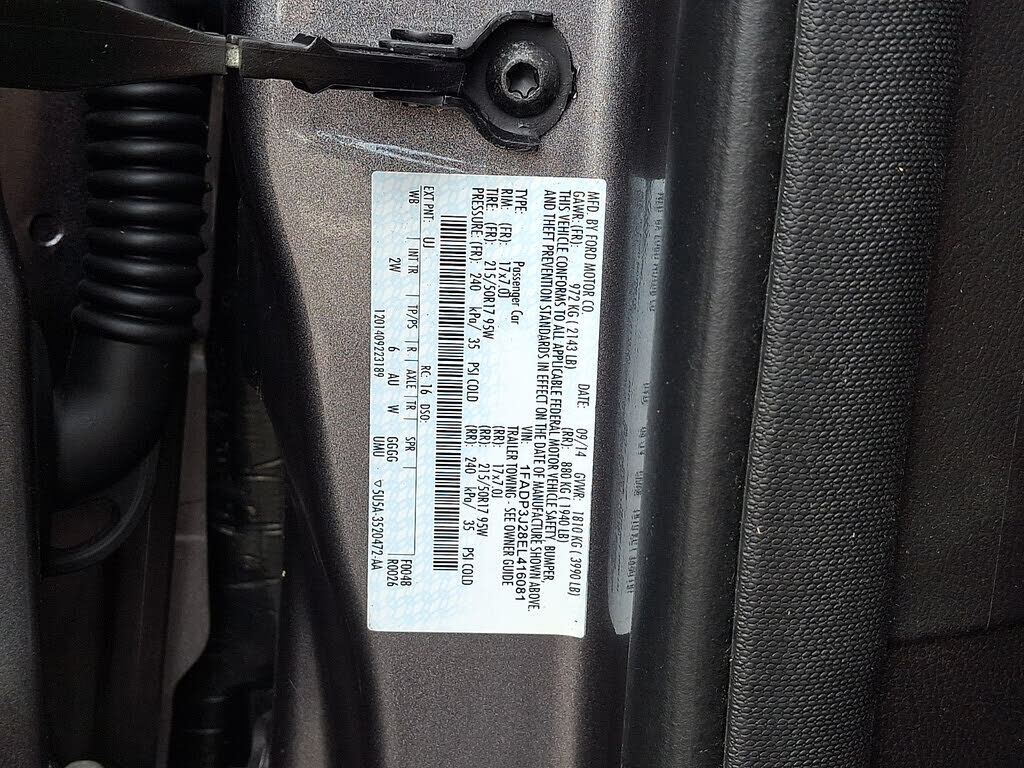 MFD. BY FORD MOTOR CO. DATE: 09/14 GVWR: 1810 KG (3990 LB)
GAWR: (FR): 972 KG (2143 LB) (RR): 880 KG (1940 LB)
THIS VEHICLE CONFORMS TO ALL APPLICABLE FEDERAL MOTOR VEHICLE SAFETY, BUMPER,
AND THEFT PREVENTION STANDARDS IN EFFECT ON THE DATE OF MANUFACTURE SHOWN ABOVE.
VIN: 1FADP3J28EL416081
TYPE: Passenger Car TRAILER TOWING - SEE OWNER GUIDE
RIM: (FR): 17x7.0J (RR): 17x7.0J
TIRE: (FR): 215/50R17 95W (RR): 215/50R17 95W
PRESSURE (FR): 240 kPa/ 35 PSI COLD (RR): 240 kPa/ 35 PSI COLD
EXT PNT: UJ RC: 16 DSO: F0048
WB INT TR TP/PS R AXLE TR SPR R0026
2W 6 AU W GGGG
1201409223189 UMU ▽5U5A-3520472-AA